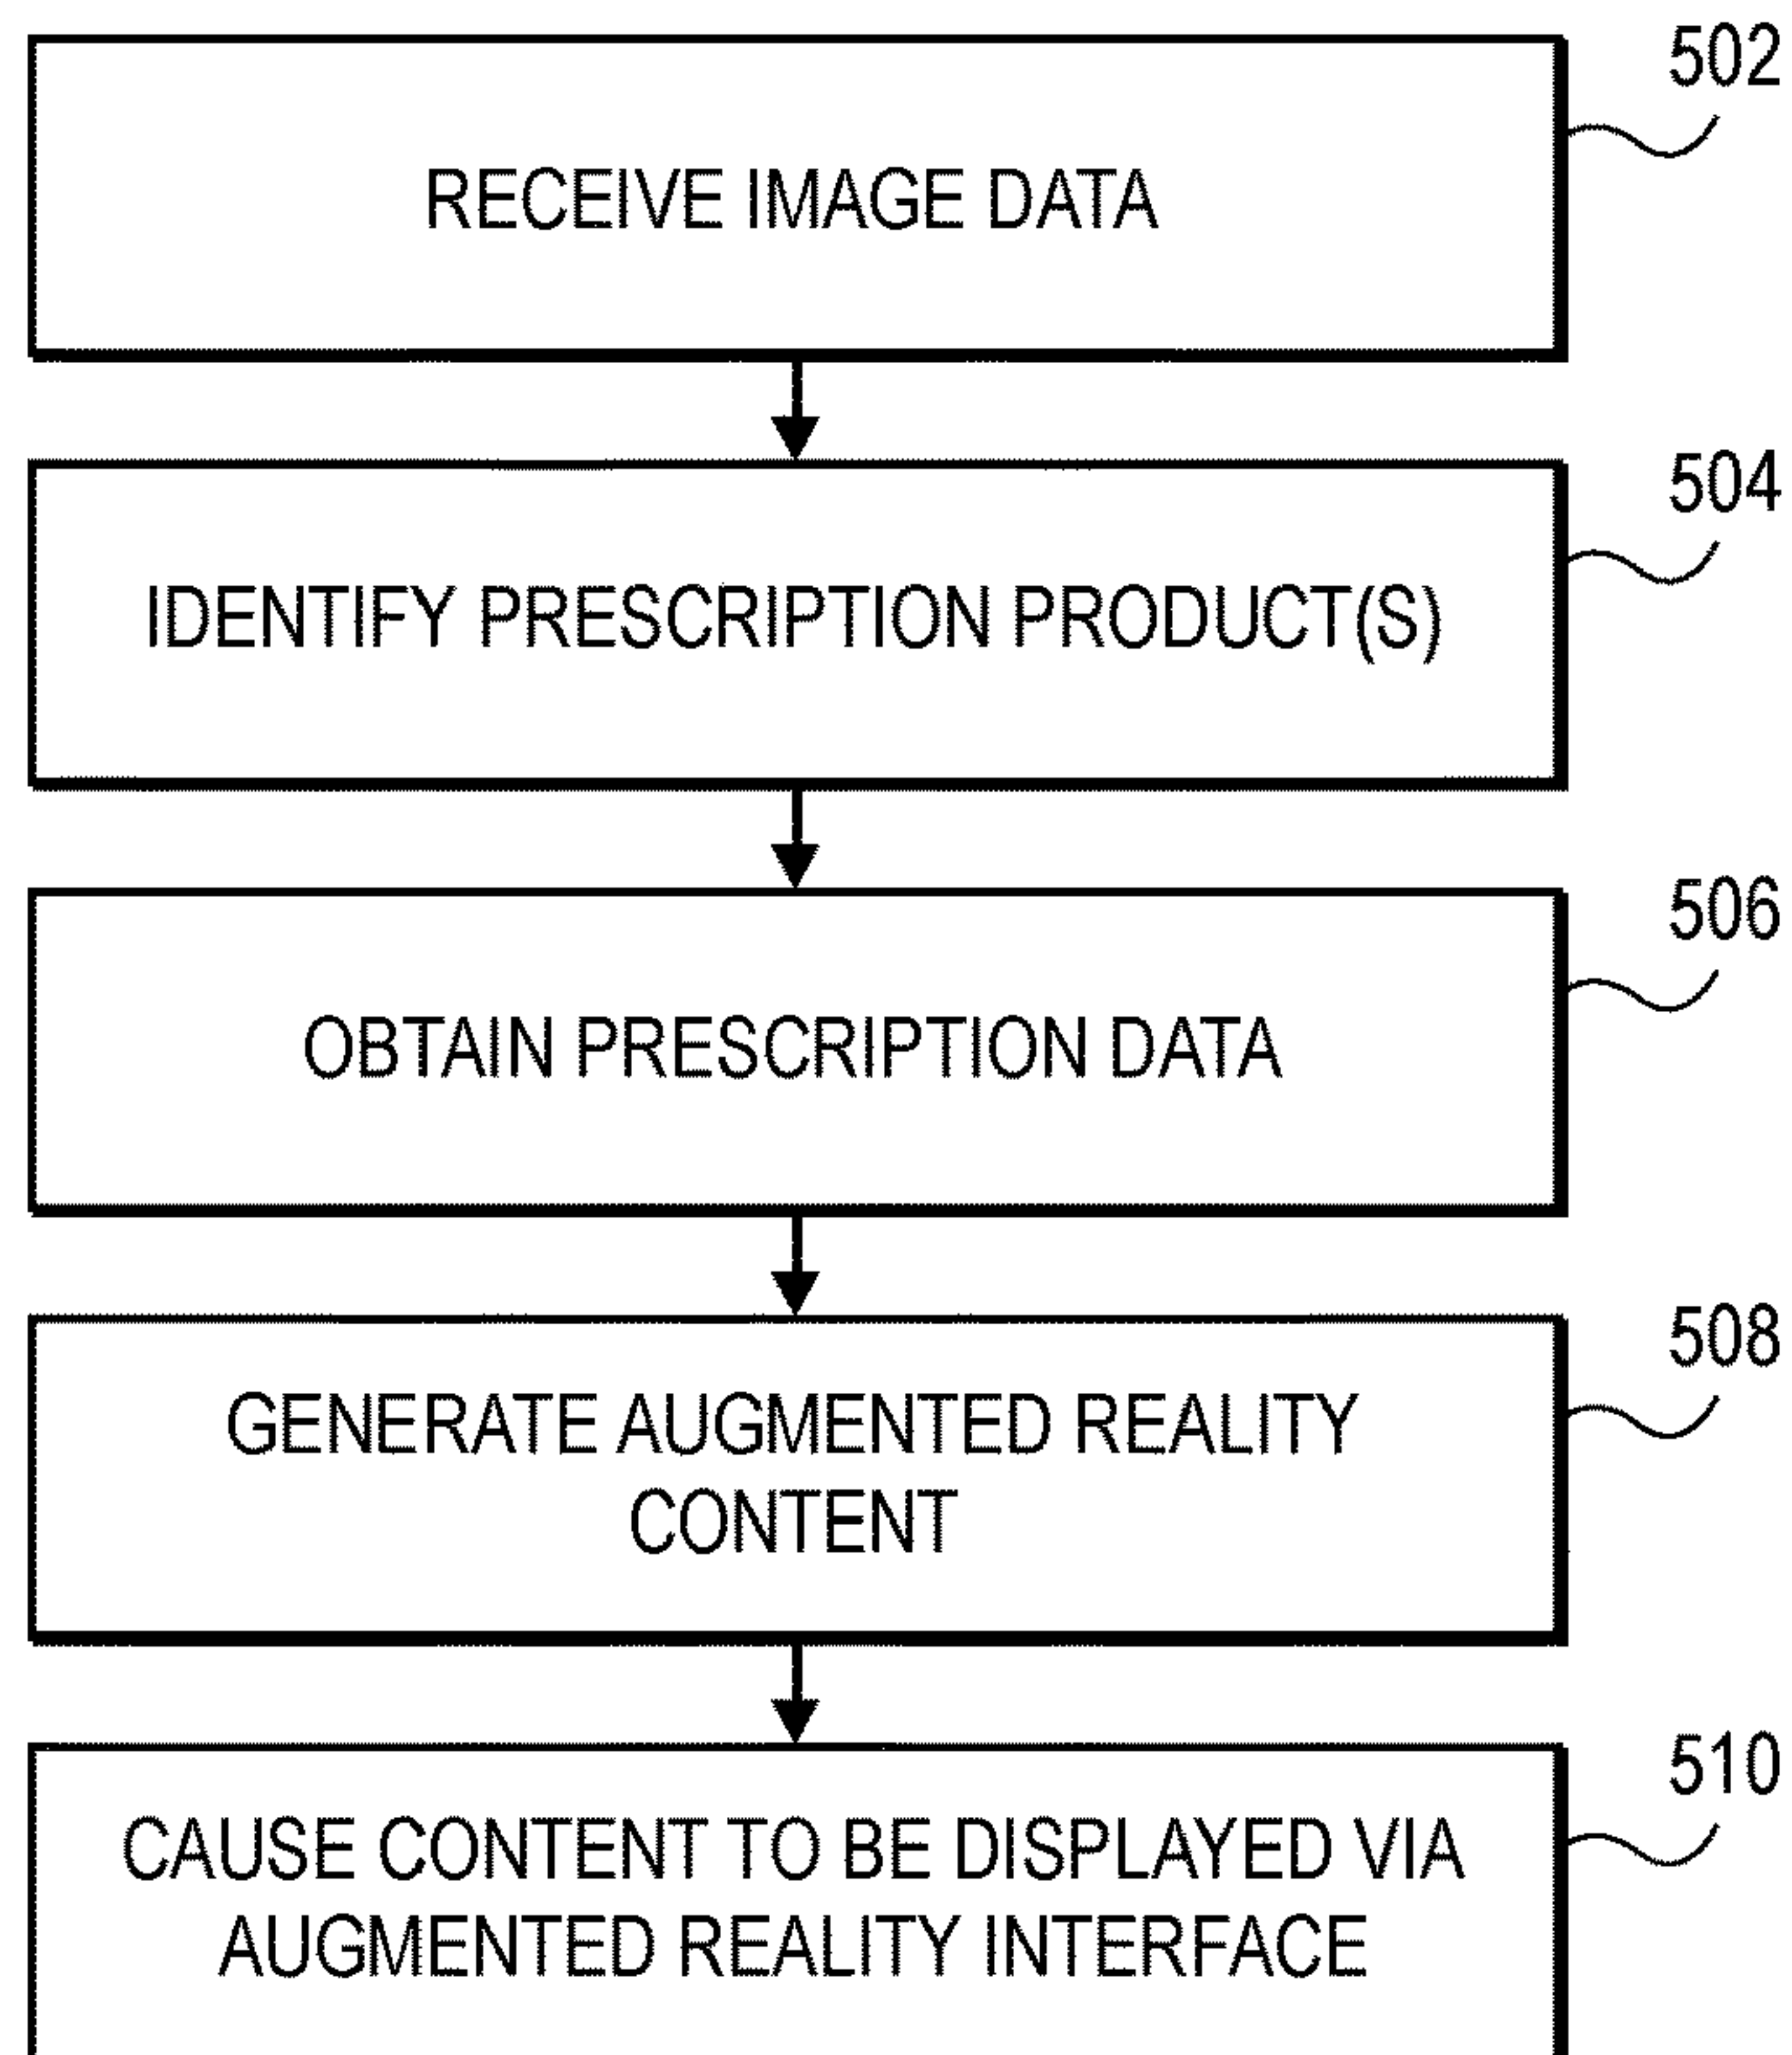 502
RECEIVE IMAGE DATA
504
IDENTIFY PRESCRIPTION PRODUCT(S)
506
OBTAIN PRESCRIPTION DATA
508
GENERATE AUGMENTED REALITY
CONTENT
510
CAUSE CONTENT TO BE DISPLAYED VIA
AUGMENTED REALITY INTERFACE